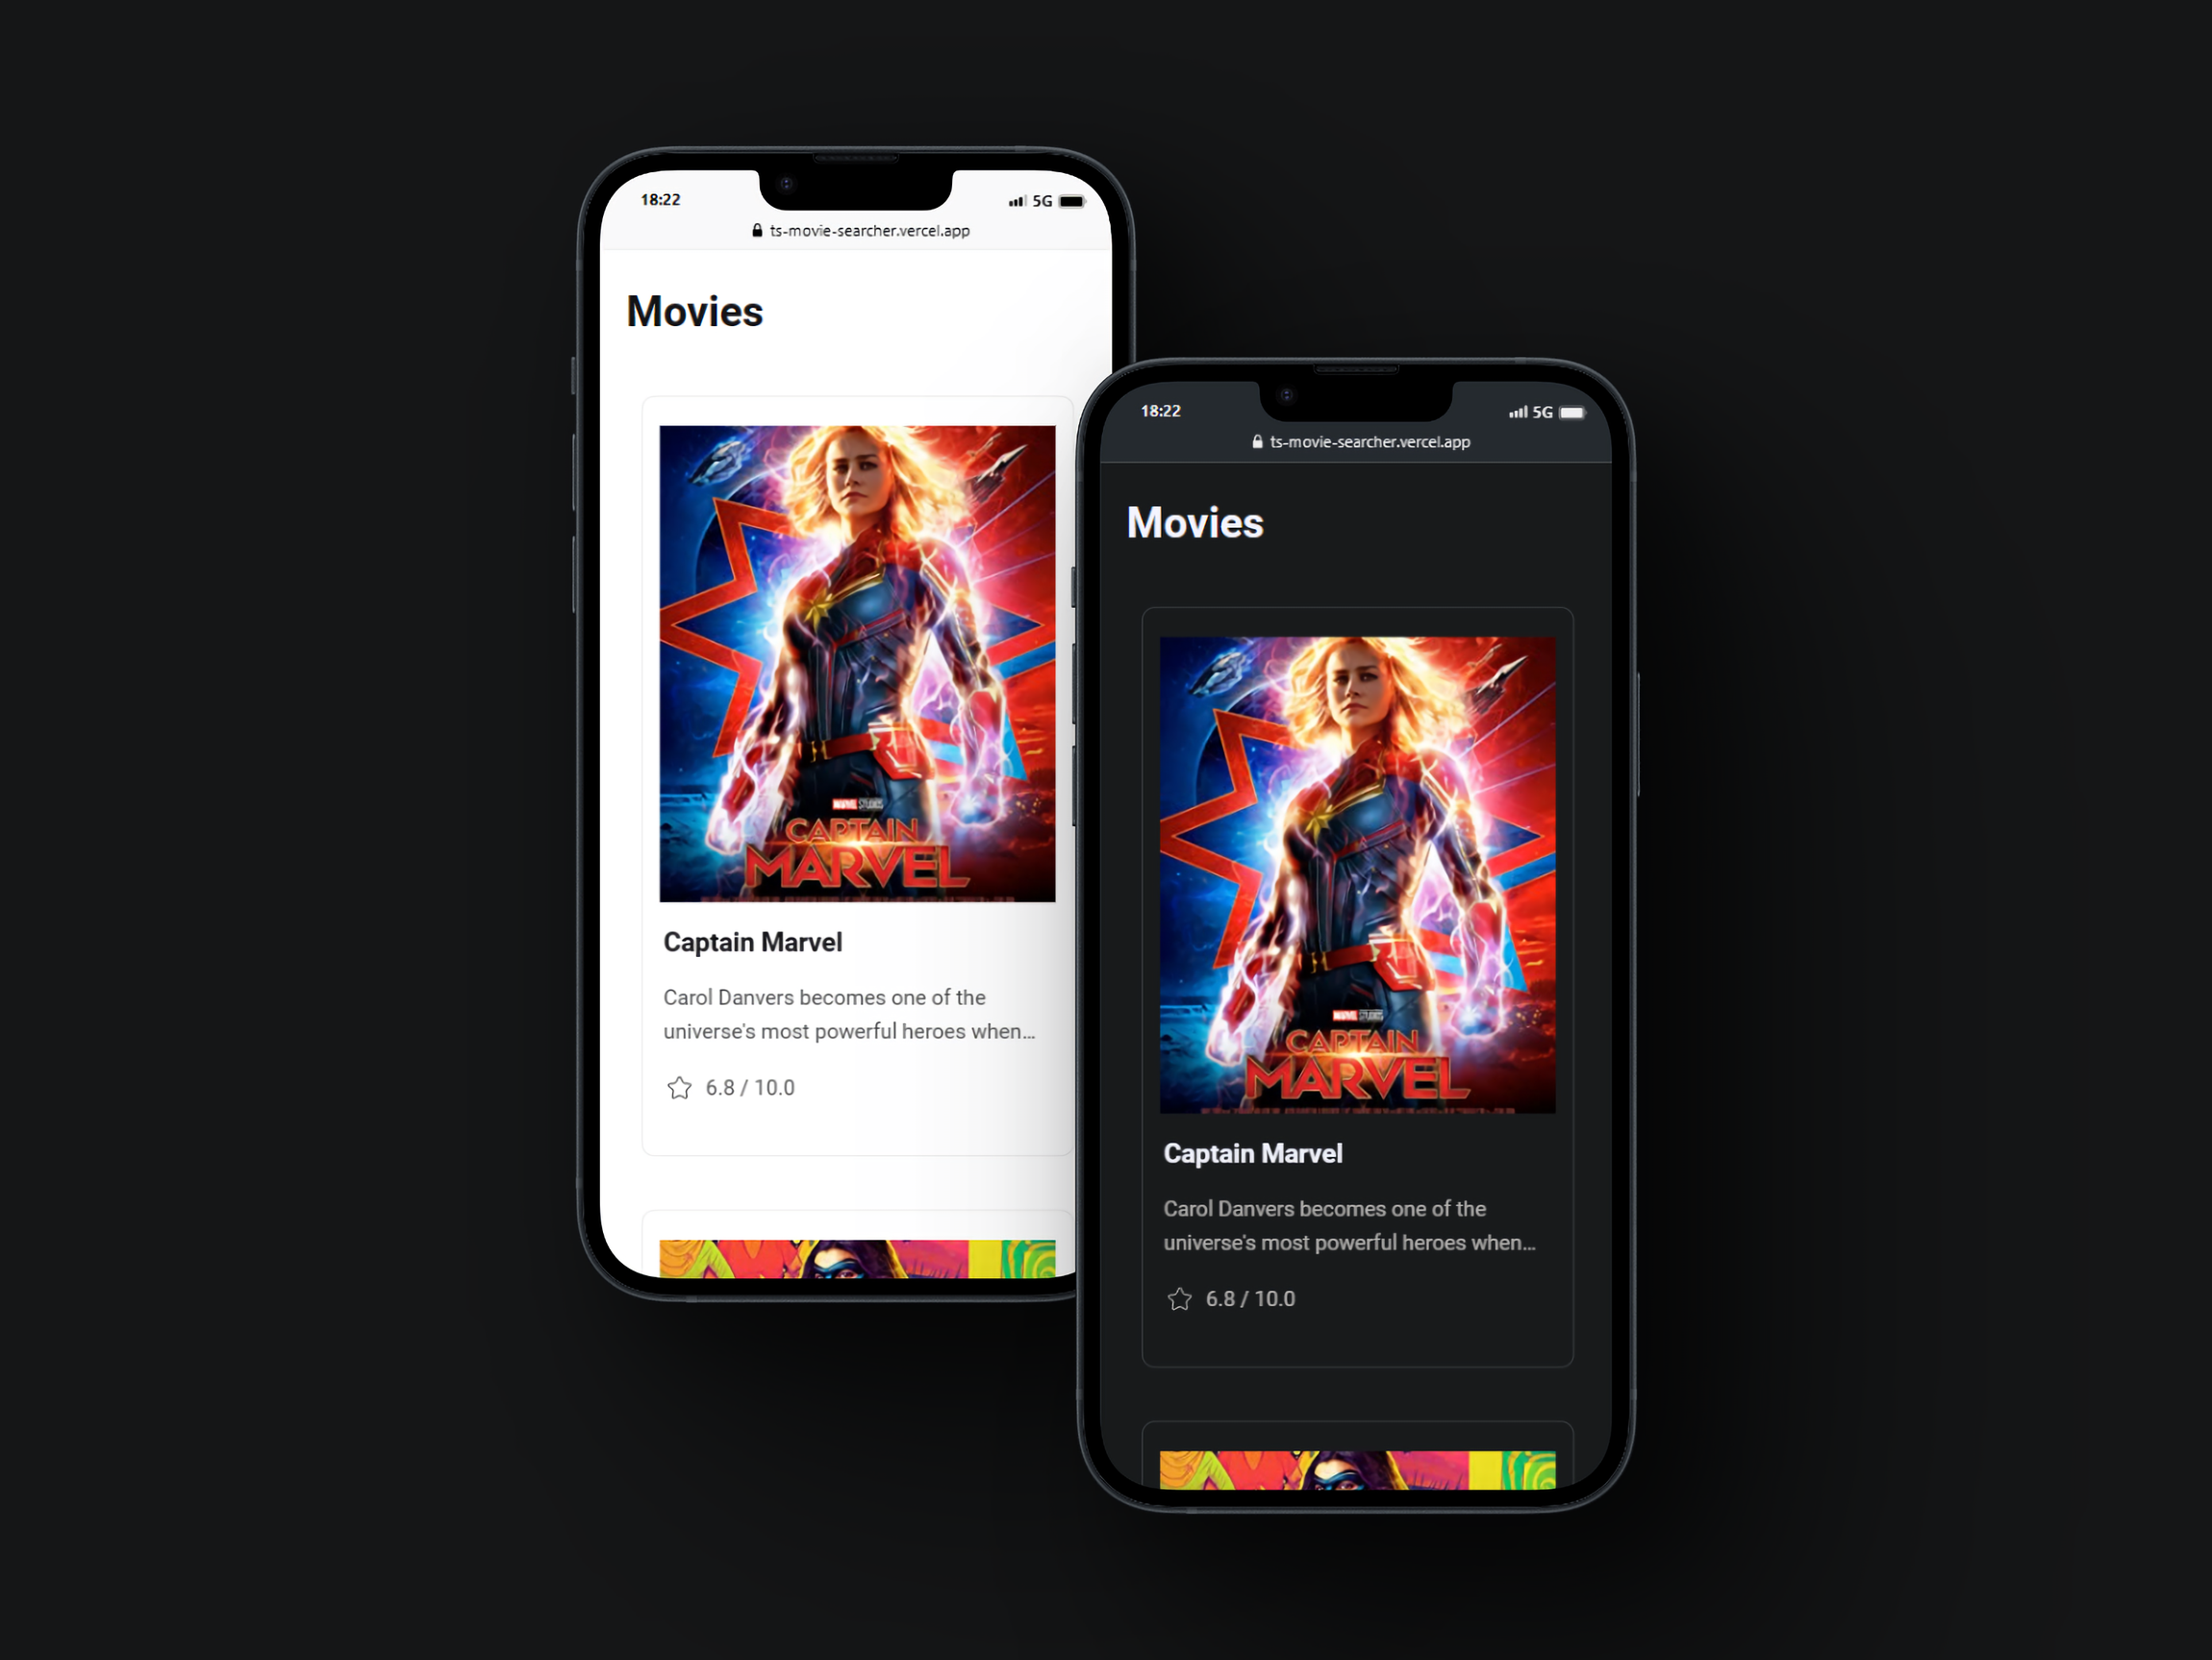 18:22
5G
ts-movie-searcher.vercel.app
Movies
MARVEL STUDIOS
CAPTAIN
MARVEL
Captain Marvel
Carol Danvers becomes one of the
universe's most powerful heroes when...
6.8 / 10.0
18:22
5G
ts-movie-searcher.vercel.app
Movies
MARVEL STUDIOS
CAPTAIN
MARVEL
Captain Marvel
Carol Danvers becomes one of the
universe's most powerful heroes when...
6.8 / 10.0